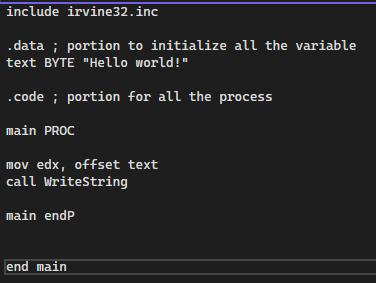 include irvine32.inc
.data ; portion to initialize all the variable
text BYTE "Hello world!"
.code ; portion for all the process
main PROC
mov edx, offset text
call WriteString
main endP
end main